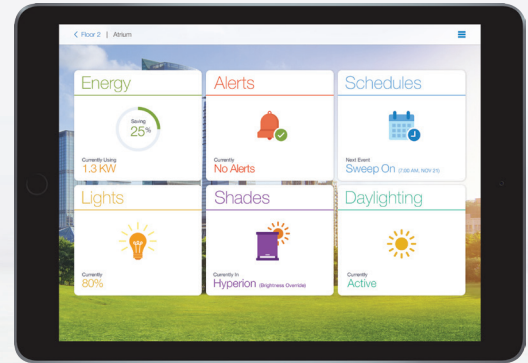 Floor 2 | Atrium
Energy
Saving
25%
Currently Using
1.3 KW
Alerts
Currently
No Alerts
Schedules
Next Event
Sweep On (7:00 AM, NOV 21)
Lights
Currently
80%
Shades
Currently In
Hyperion (Brightness Override)
Daylighting
Currently
Active